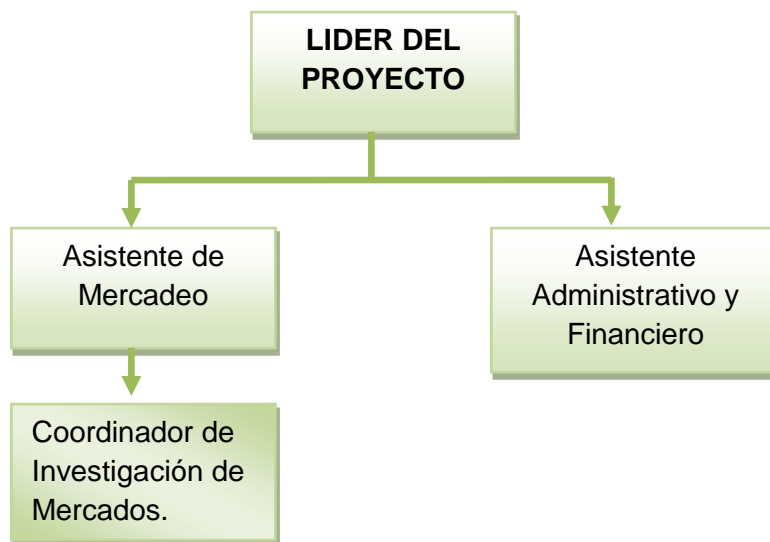 LIDER DEL
PROYECTO
Asistente de
Mercadeo
Asistente
Administrativo y
Financiero
Coordinador de
Investigación de
Mercados.